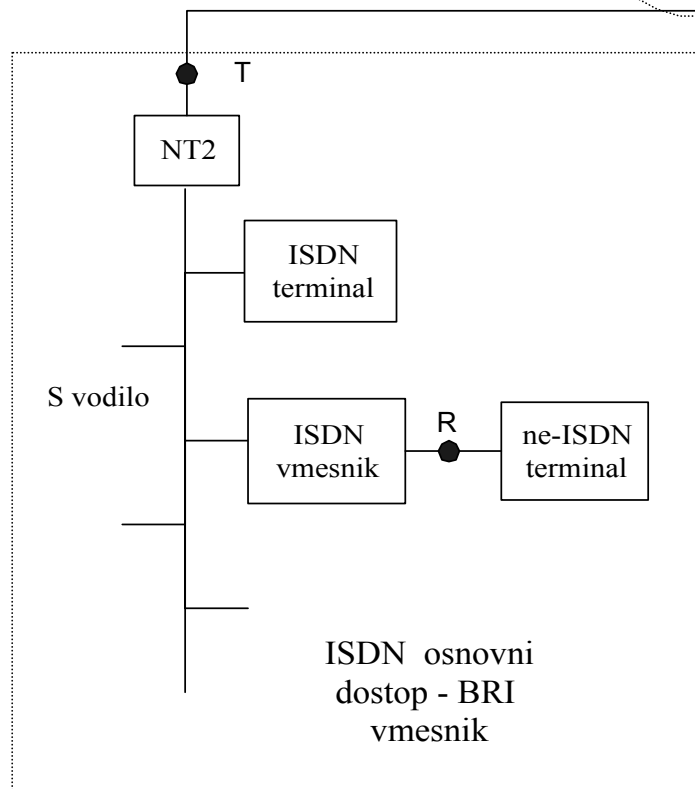 T
NT2
ISDN
terminal
S vodilo
ISDN
vmesnik
R
ne-ISDN
terminal
ISDN osnovni
dostop - BRI
vmesnik